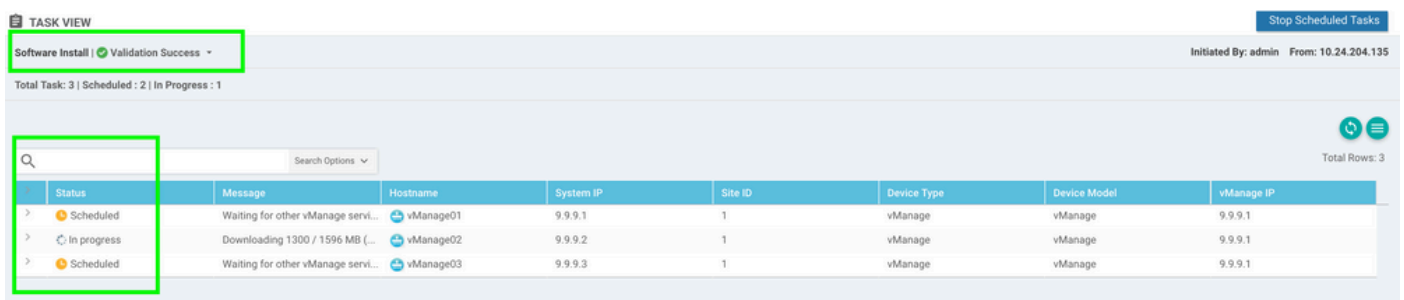 TASK VIEW
Stop Scheduled Tasks
Software Install | Validation Success
Initiated By: admin From: 10.24.204.135
Total Task: 3 | Scheduled : 2 | In Progress : 1
Search Options
Total Rows: 3
Status Message Hostname System IP Site ID Device Type Device Model vManage IP
Scheduled Waiting for other vManage servi... vManage01 9.9.9.1 1 vManage vManage 9.9.9.1
In progress Downloading 1300 / 1596 MB (... vManage02 9.9.9.2 1 vManage vManage 9.9.9.1
Scheduled Waiting for other vManage servi... vManage03 9.9.9.3 1 vManage vManage 9.9.9.1